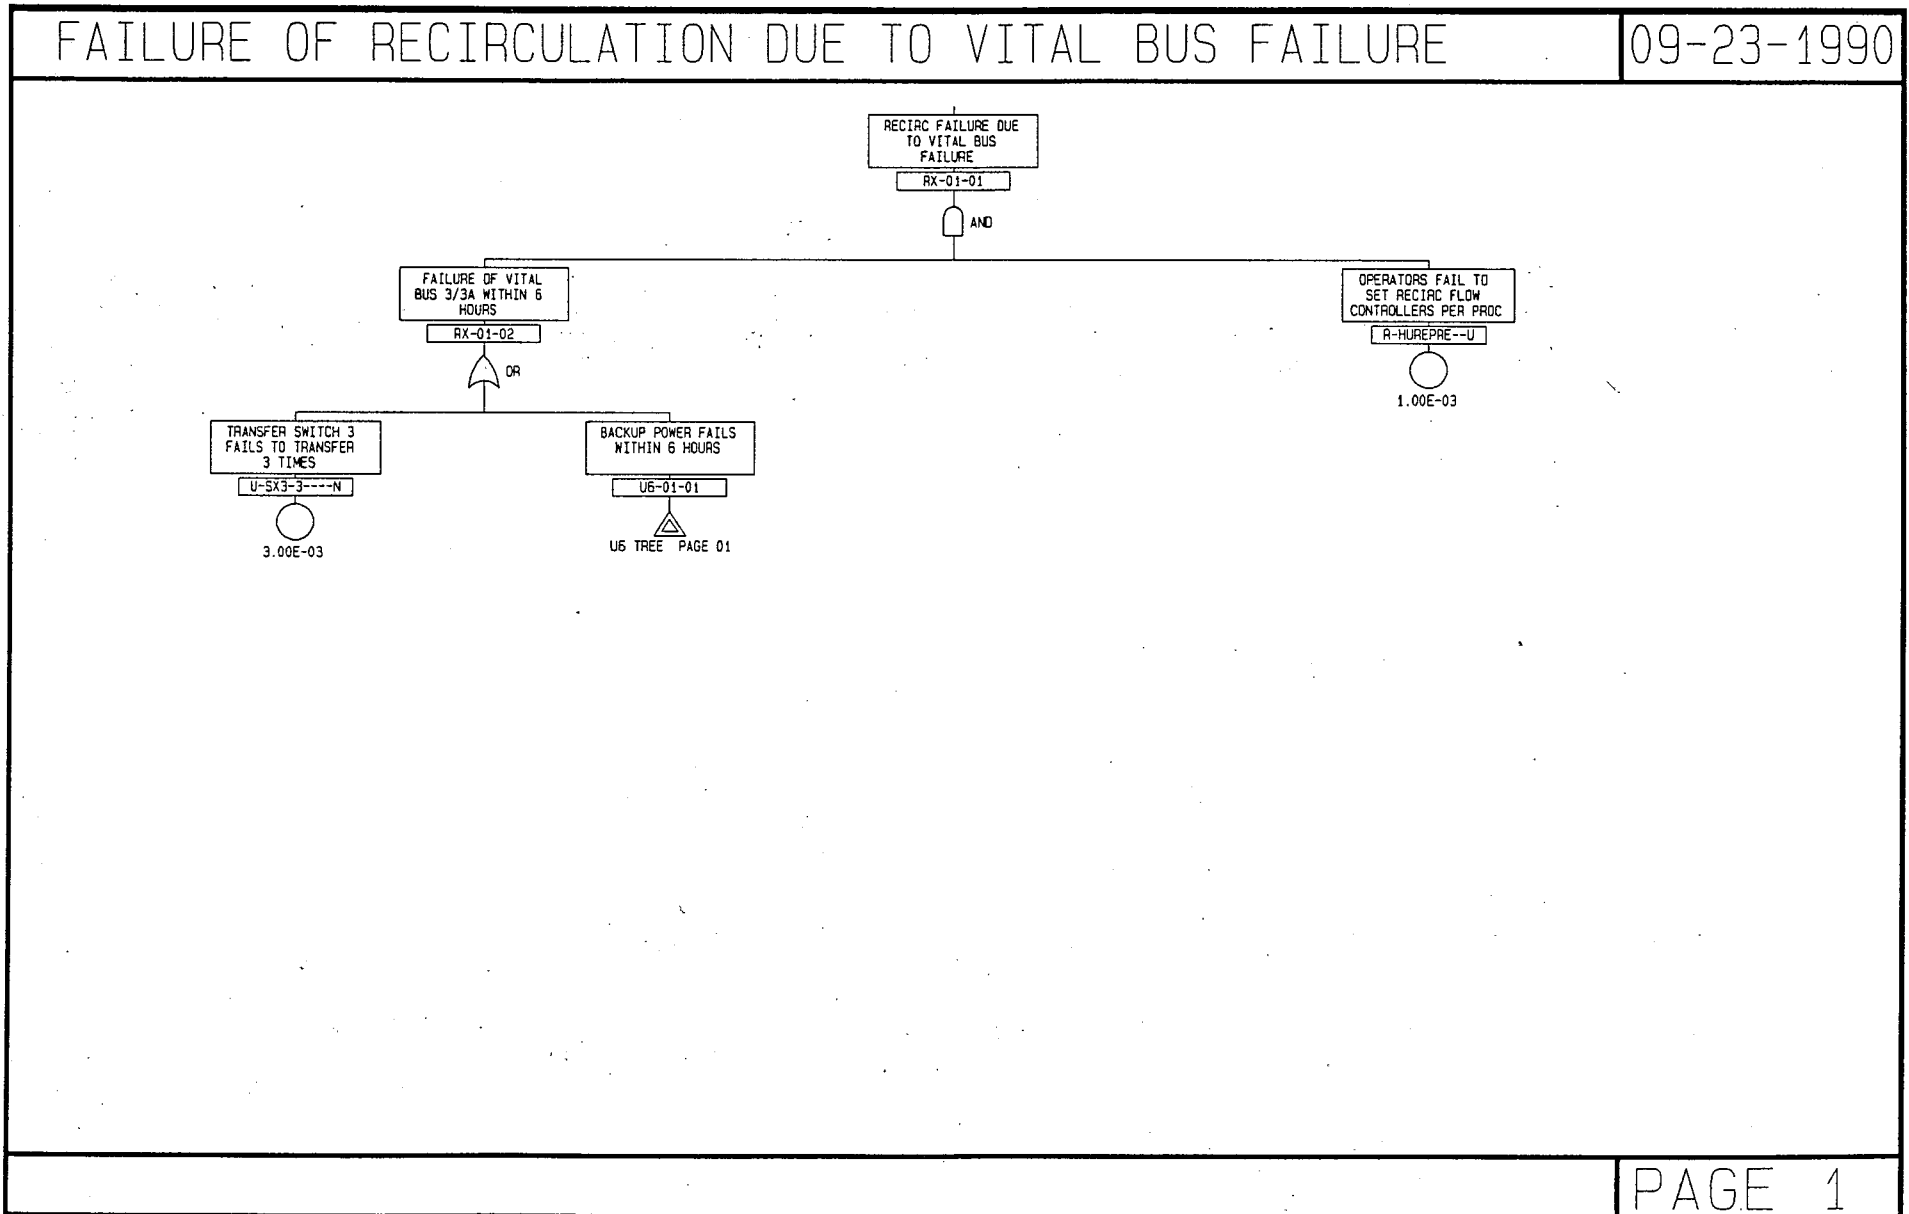 FAILURE OF RECIRCULATION DUE TO VITAL BUS FAILURE
09-23-1990
RECIRC FAILURE DUE
TO VITAL BUS
FAILURE
RX-01-01
AND
FAILURE OF VITAL
BUS 3/3A WITHIN 6
HOURS
RX-01-02
OR
OPERATORS FAIL TO
SET RECIRC FLOW
CONTROLLERS PER PROC
R-HUREPRE--U
1.00E-03
TRANSFER SWITCH 3
FAILS TO TRANSFER
3 TIMES
U-SX3-3----N
3.00E-03
BACKUP POWER FAILS
WITHIN 6 HOURS
U6-01-01
U6 TREE PAGE 01
PAGE 1